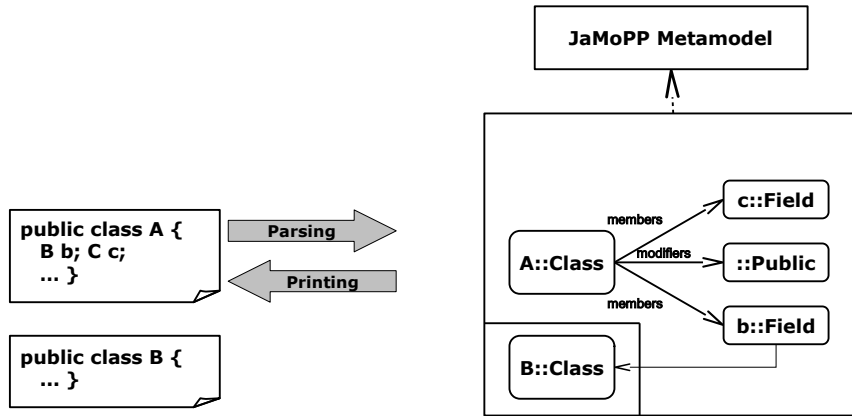 JaMoPP Metamodel
public class A {
B b; C c;
... }
Parsing
Printing
public class B {
... }
c::Field
members
A::Class
modifiers
::Public
members
b::Field
B::Class